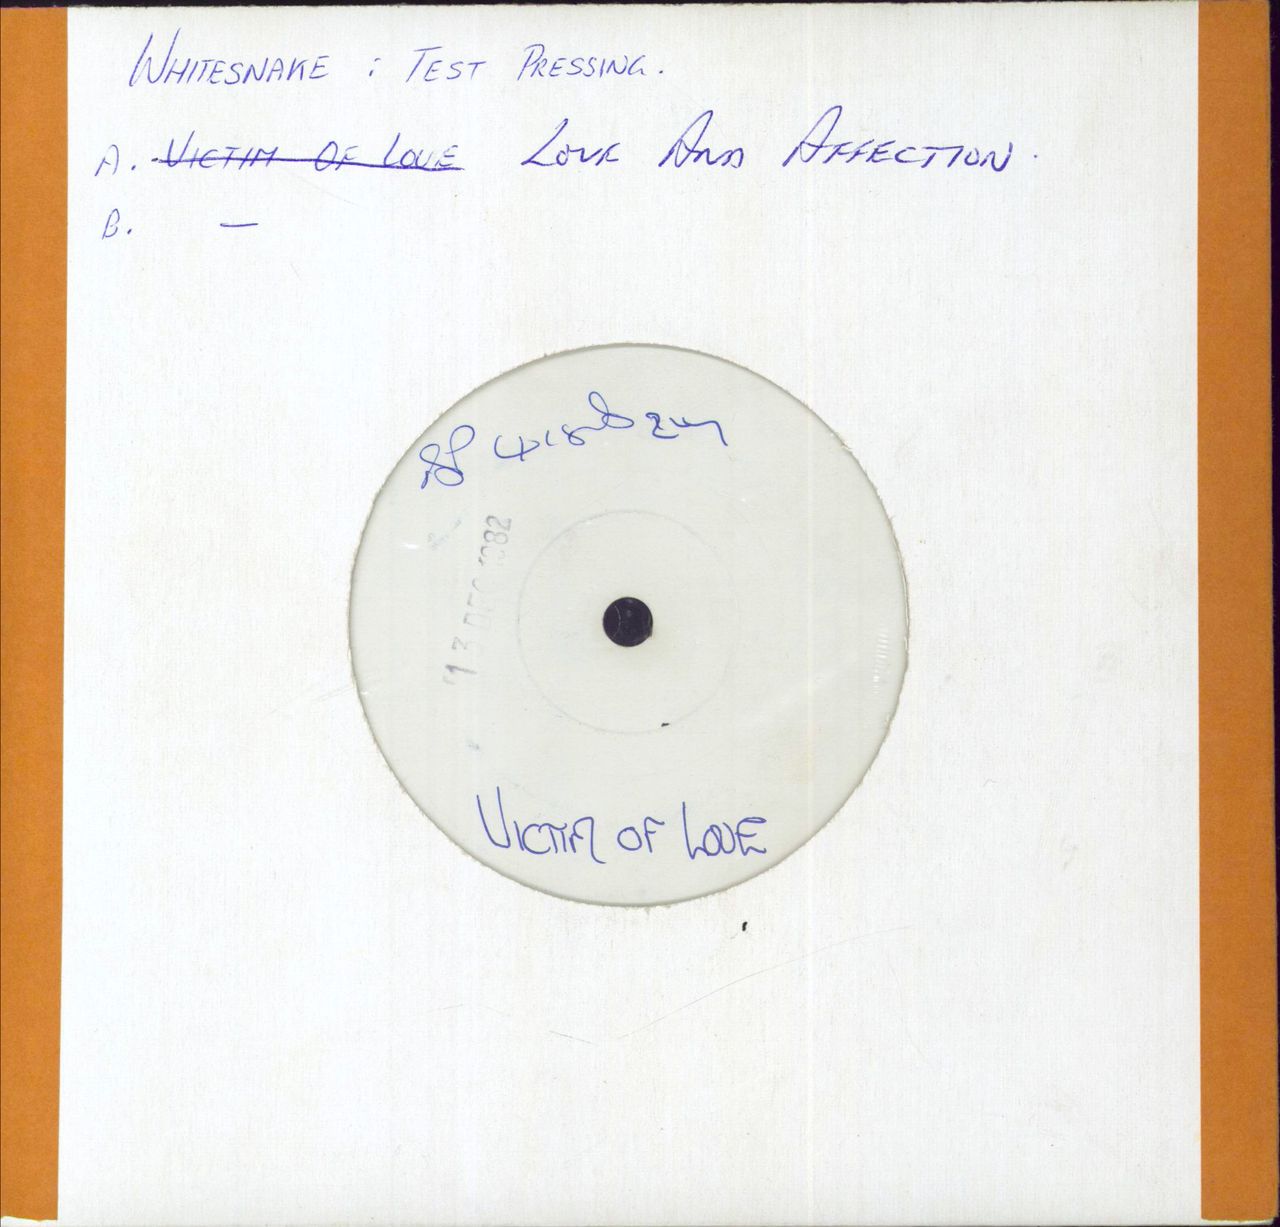 WHITESNAKE : TEST PRESSING.
A. VICTIM OF LOVE LOVE AND AFFECTION.
B. —
13 DEC 1982
VICTIM OF LOVE